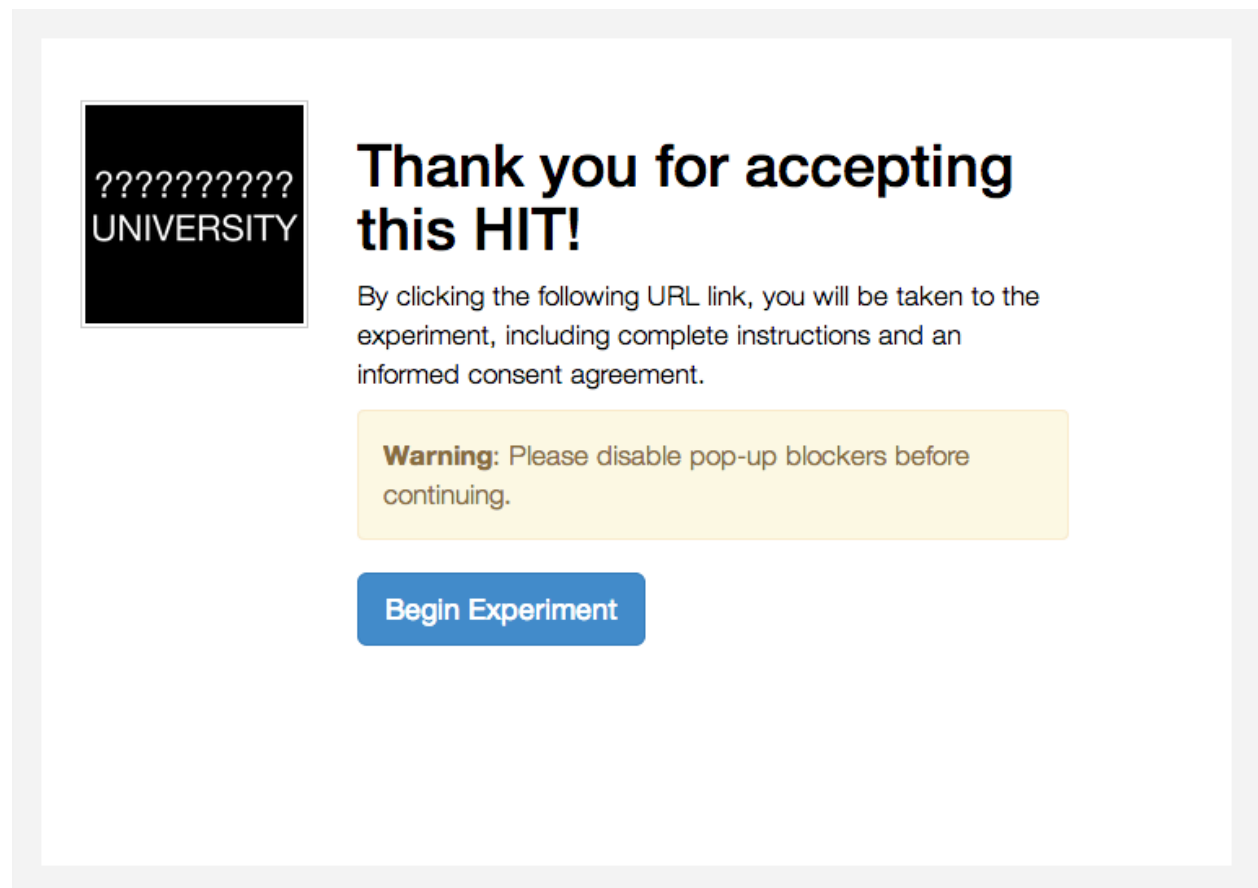 ??????????
UNIVERSITY
Thank you for accepting
this HIT!
By clicking the following URL link, you will be taken to the
experiment, including complete instructions and an
informed consent agreement.
Warning: Please disable pop-up blockers before
continuing.
Begin Experiment